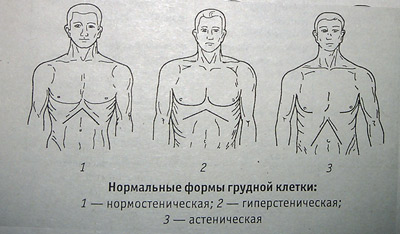 1 2 3
Нормальные формы грудной клетки:
1 — нормостеническая; 2 — гиперстеническая;
3 — астеническая